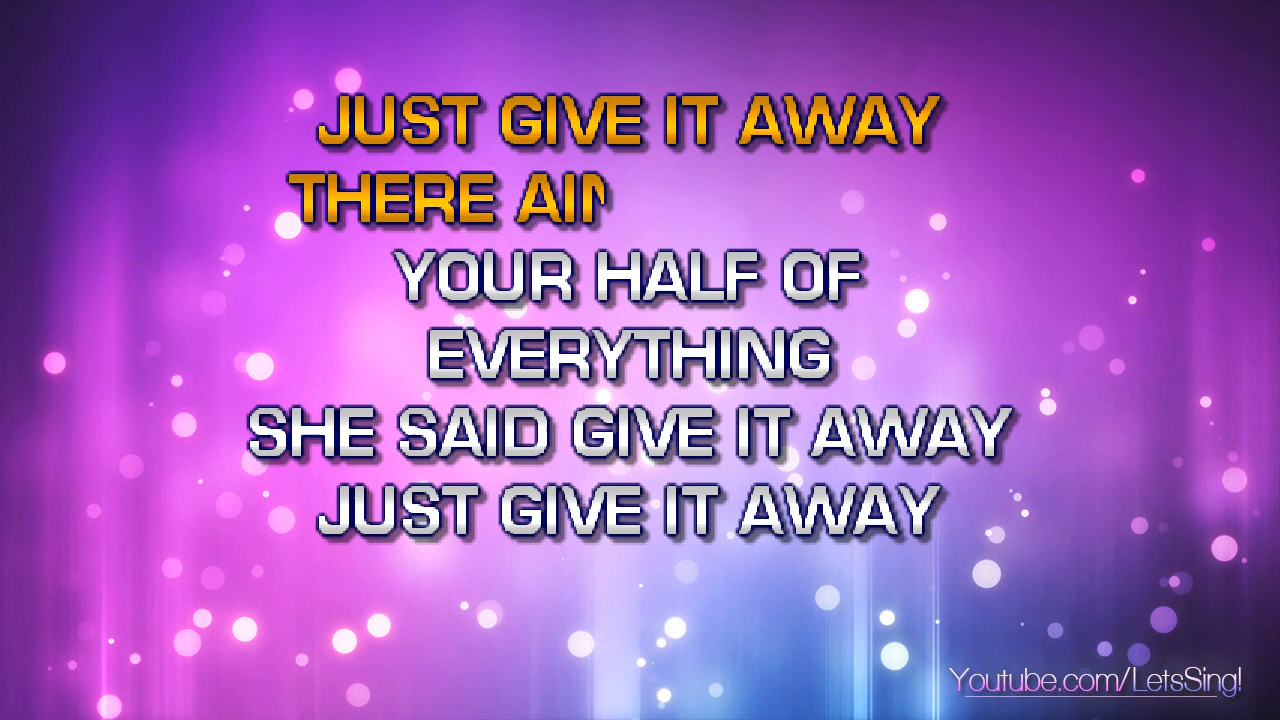 JUST GIVE IT AWAY
THERE
YOUR HALF OF
EVERYTHING
SHE SAID GIVE IT AWAY
JUST GIVE IT AWAY
Youtube.com/LetsSing!